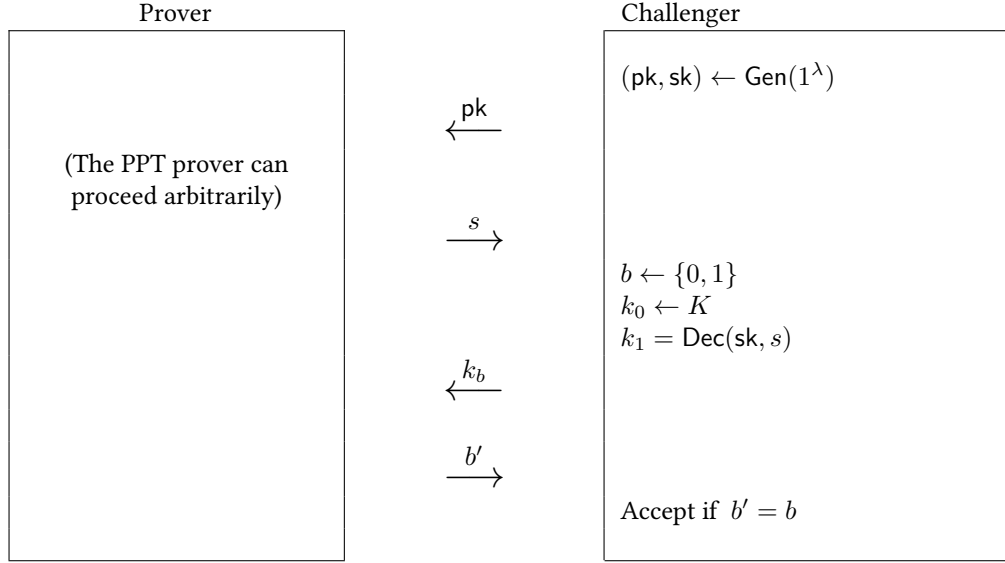 Prover
Challenger
(pk, sk) ← Gen(1^λ)
pk
(The PPT prover can
proceed arbitrarily)
s
b ← {0, 1}
k_0 ← K
k_1 = Dec(sk, s)
k_b
b′
Accept if b′ = b